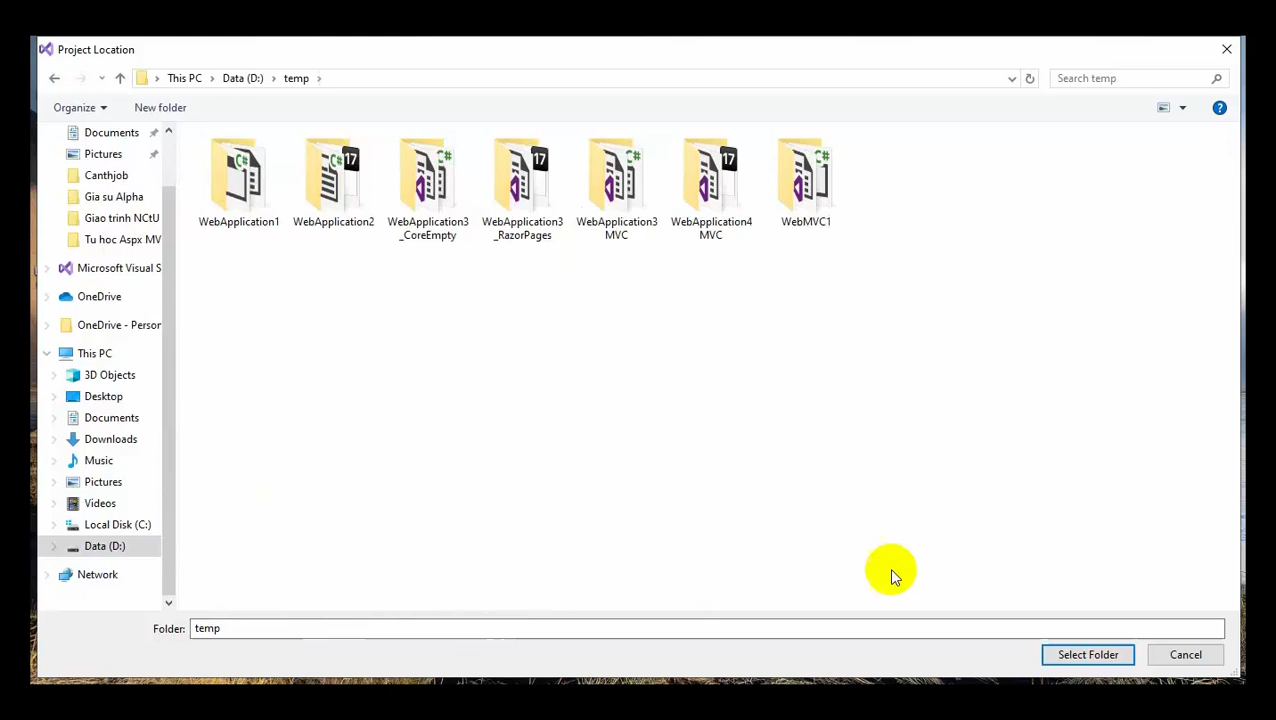 Project Location
This PC
Data (D:)
temp
Search temp
Organize
New folder
Documents
Pictures
Canthjob
Gia su Alpha
Giao trinh NCtU
Tu hoc Aspx MV
Microsoft Visual S
OneDrive
OneDrive - Person
This PC
3D Objects
Desktop
Documents
Downloads
Music
Pictures
Videos
Local Disk (C:)
Data (D:)
Network
C#
C# 17
C#
17
C#
17
C#
WebApplication1
WebApplication2
WebApplication3
_CoreEmpty
WebApplication3
_RazorPages
WebApplication3
MVC
WebApplication4
MVC
WebMVC1
Folder:
temp
Select Folder
Cancel